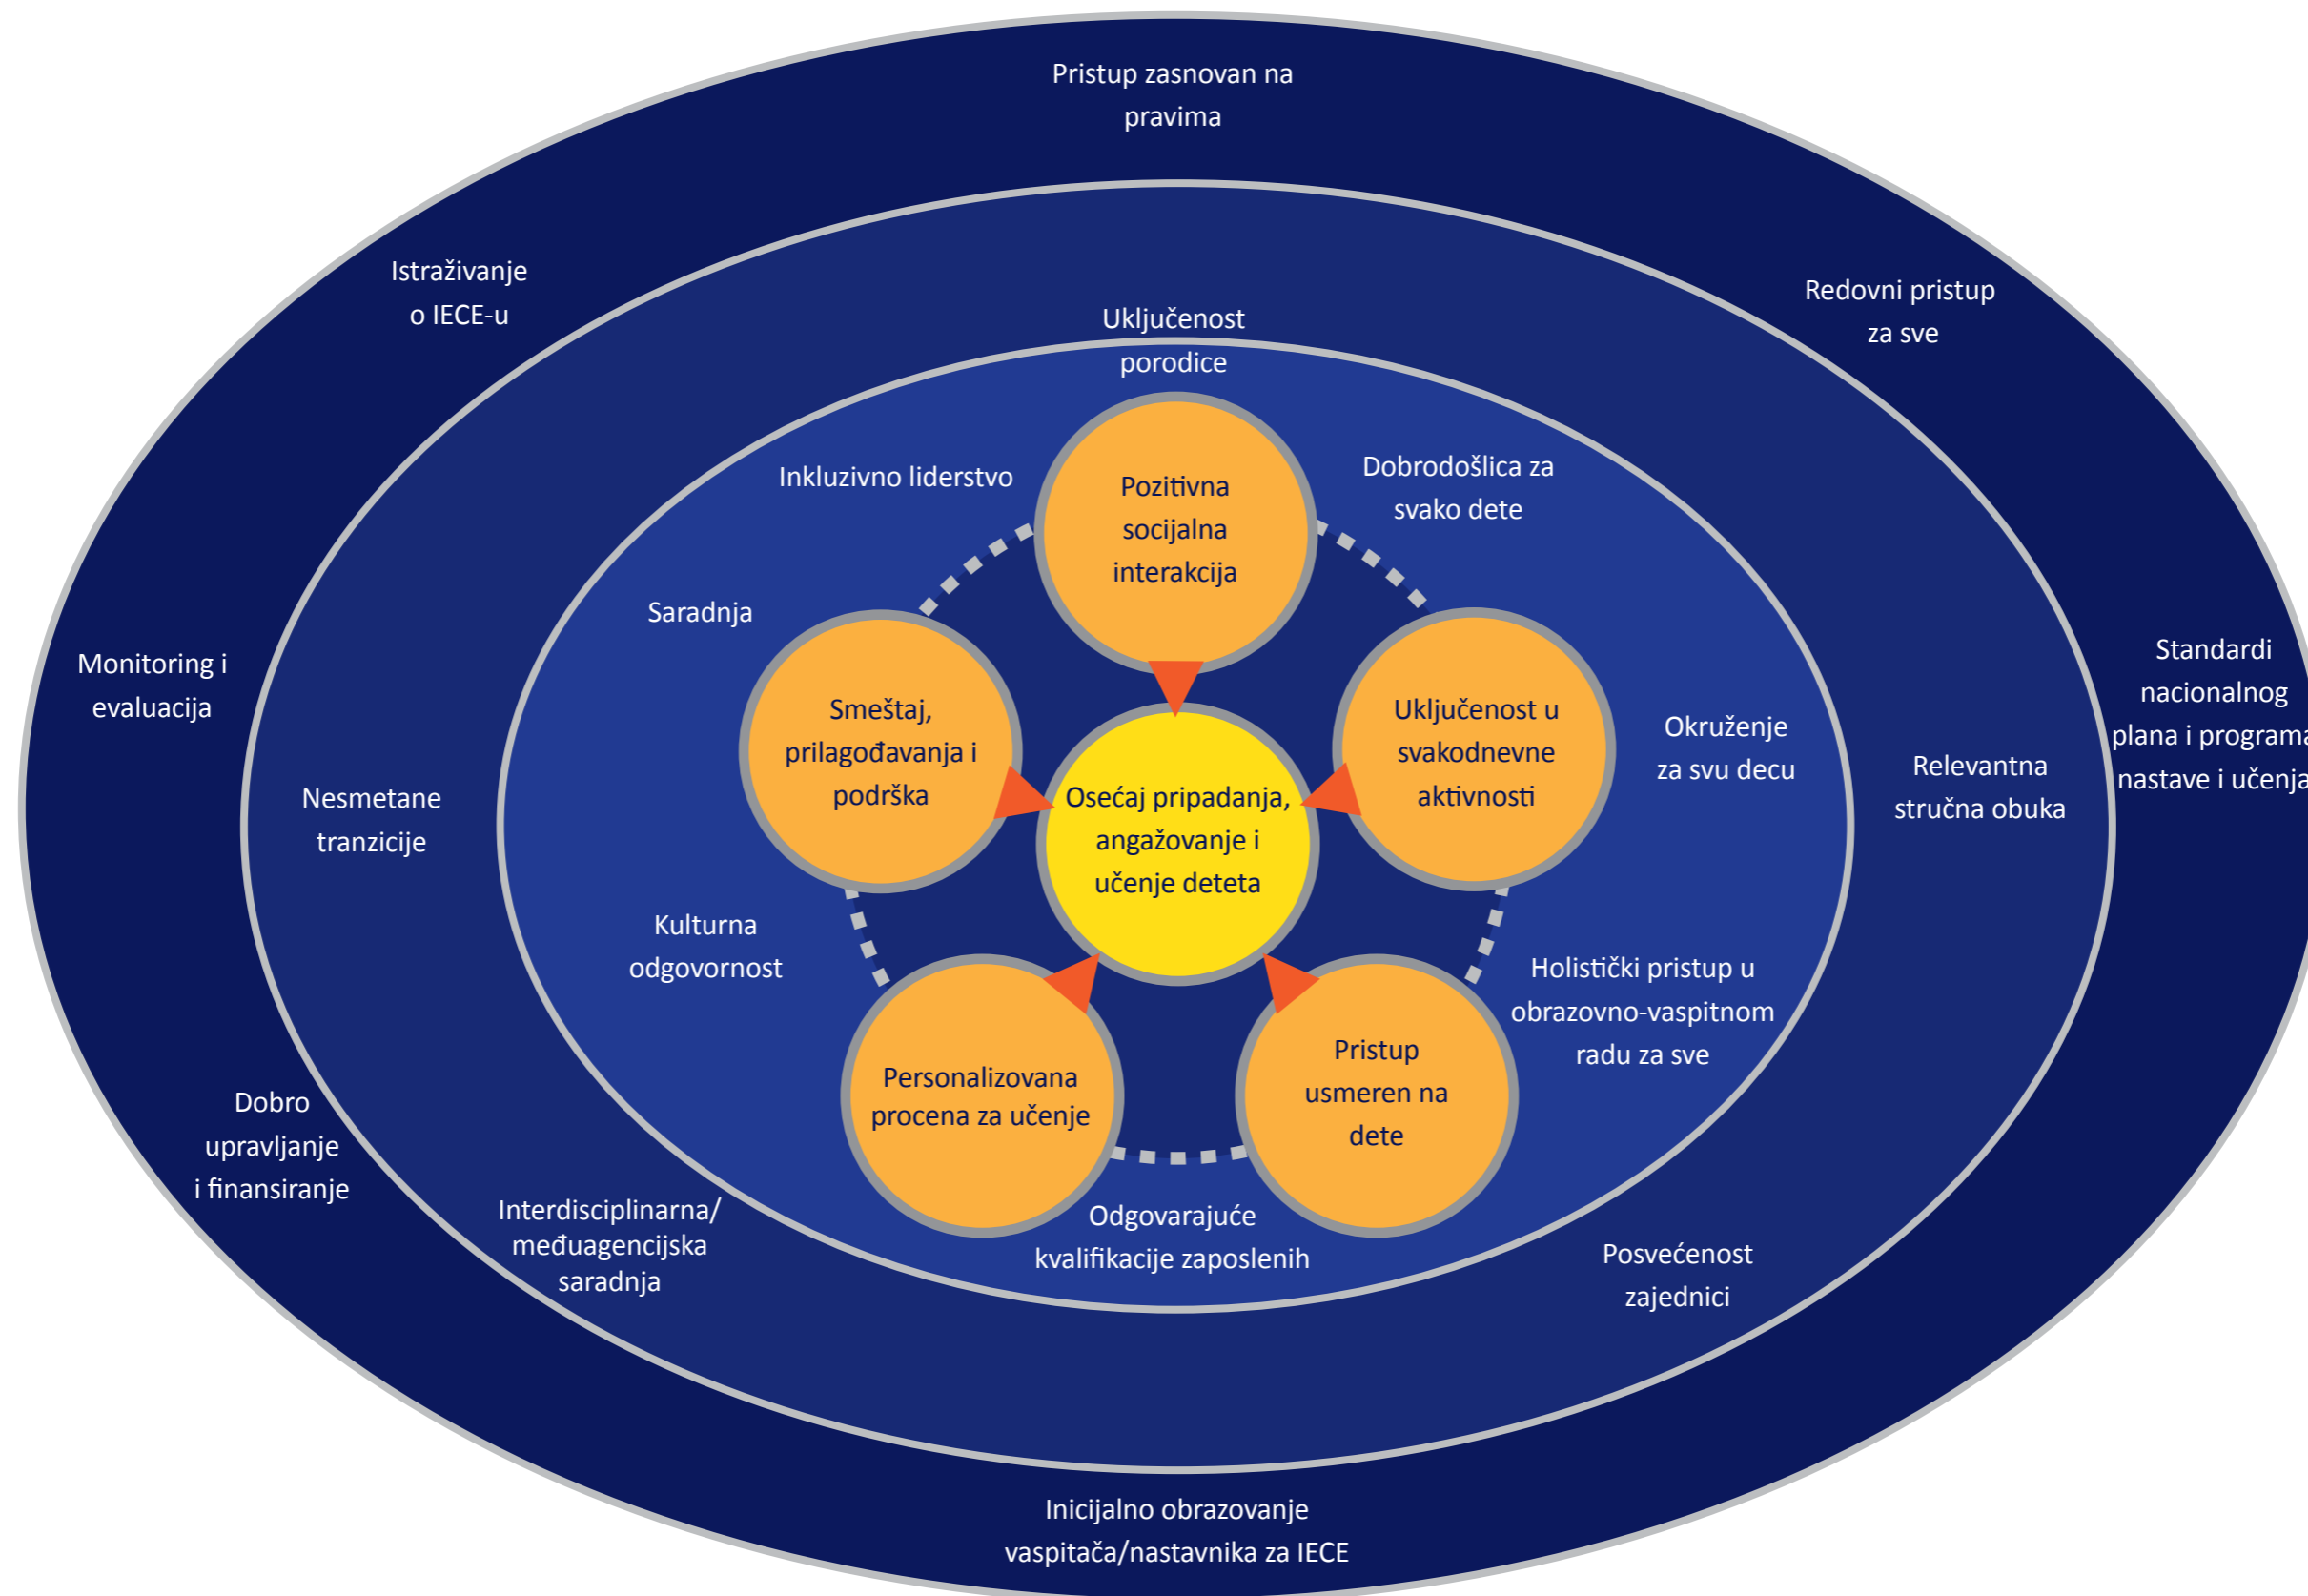 Pristup zasnovan na
pravima
Istraživanje
o IECE-u
Redovni pristup
za sve
Uključenost
porodice
Inkluzivno liderstvo
Dobrodošlica za
svako dete
Pozitivna
socijalna
interakcija
Saradnja
Monitoring i
evaluacija
Smeštaj,
prilagođavanja i
podrška
Uključenost u
svakodnevne
aktivnosti
Okruženje
za svu decu
Standardi
nacionalnog
plana i programa
nastave i učenja
Nesmetane
tranzicije
Osećaj pripadanja,
angažovanje i
učenje deteta
Relevantna
stručna obuka
Kulturna
odgovornost
Holistički pristup u
obrazovno-vaspitnom
radu za sve
Personalizovana
procena za učenje
Pristup
usmeren na
dete
Dobro
upravljanje
i finansiranje
Interdisciplinarna/
međuagencijska
saradnja
Odgovarajuće
kvalifikacije zaposlenih
Posvećenost
zajednici
Inicijalno obrazovanje
vaspitača/nastavnika za IECE